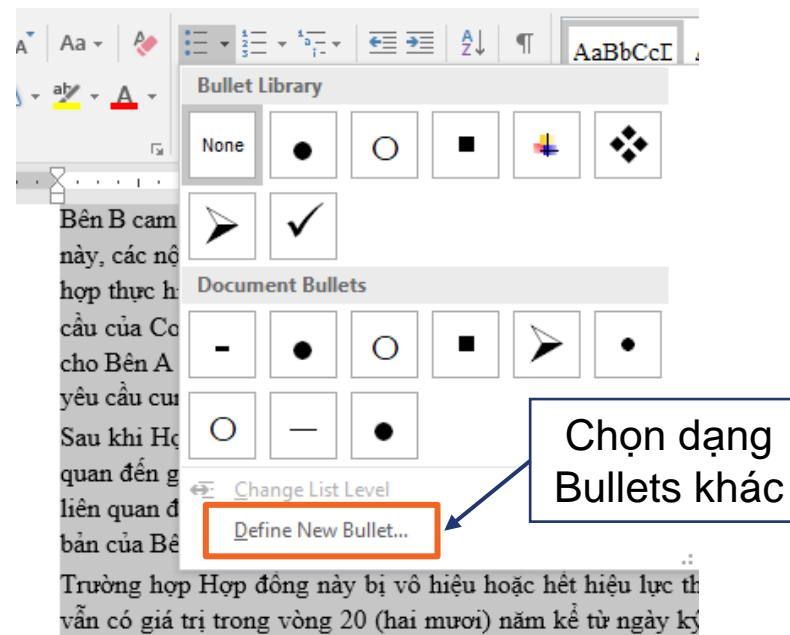 Aa
AaBbCcD
Bullet Library
None
Document Bullets
Change List Level
Define New Bullet...
Chọn dạng
Bullets khác
Bên B cam
này, các nộ
hợp thực h
cầu của Co
cho Bên A
yêu cầu cu
Sau khi Hợ
quan đến g
liên quan đ
bản của Bê
Trường hợp Hợp đồng này bị vô hiệu hoặc hết hiệu lực th
vẫn có giá trị trong vòng 20 (hai mươi) năm kể từ ngày ký